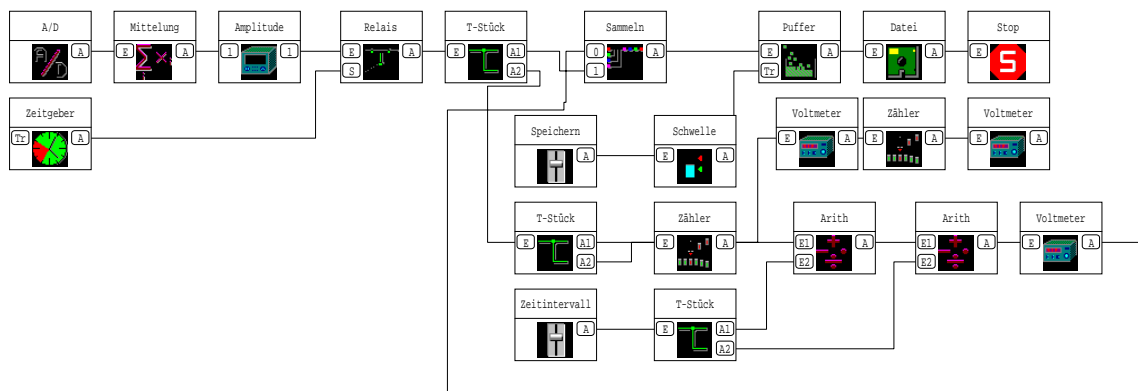 A/D Mittelung Amplitude Relais T-Stück Sammeln Puffer Datei Stop
A E A 1 1 E A E A1 0 A E A E A E
S A2 1 Tr
Zeitgeber Voltmeter Zähler Voltmeter
Tr A E A E A E A
Speichern Schwelle
A E A
T-Stück Zähler Arith Arith Voltmeter
E A1 E A E1 A E1 A E A
A2 E2 E2
Zeitintervall T-Stück
A E A1
A2